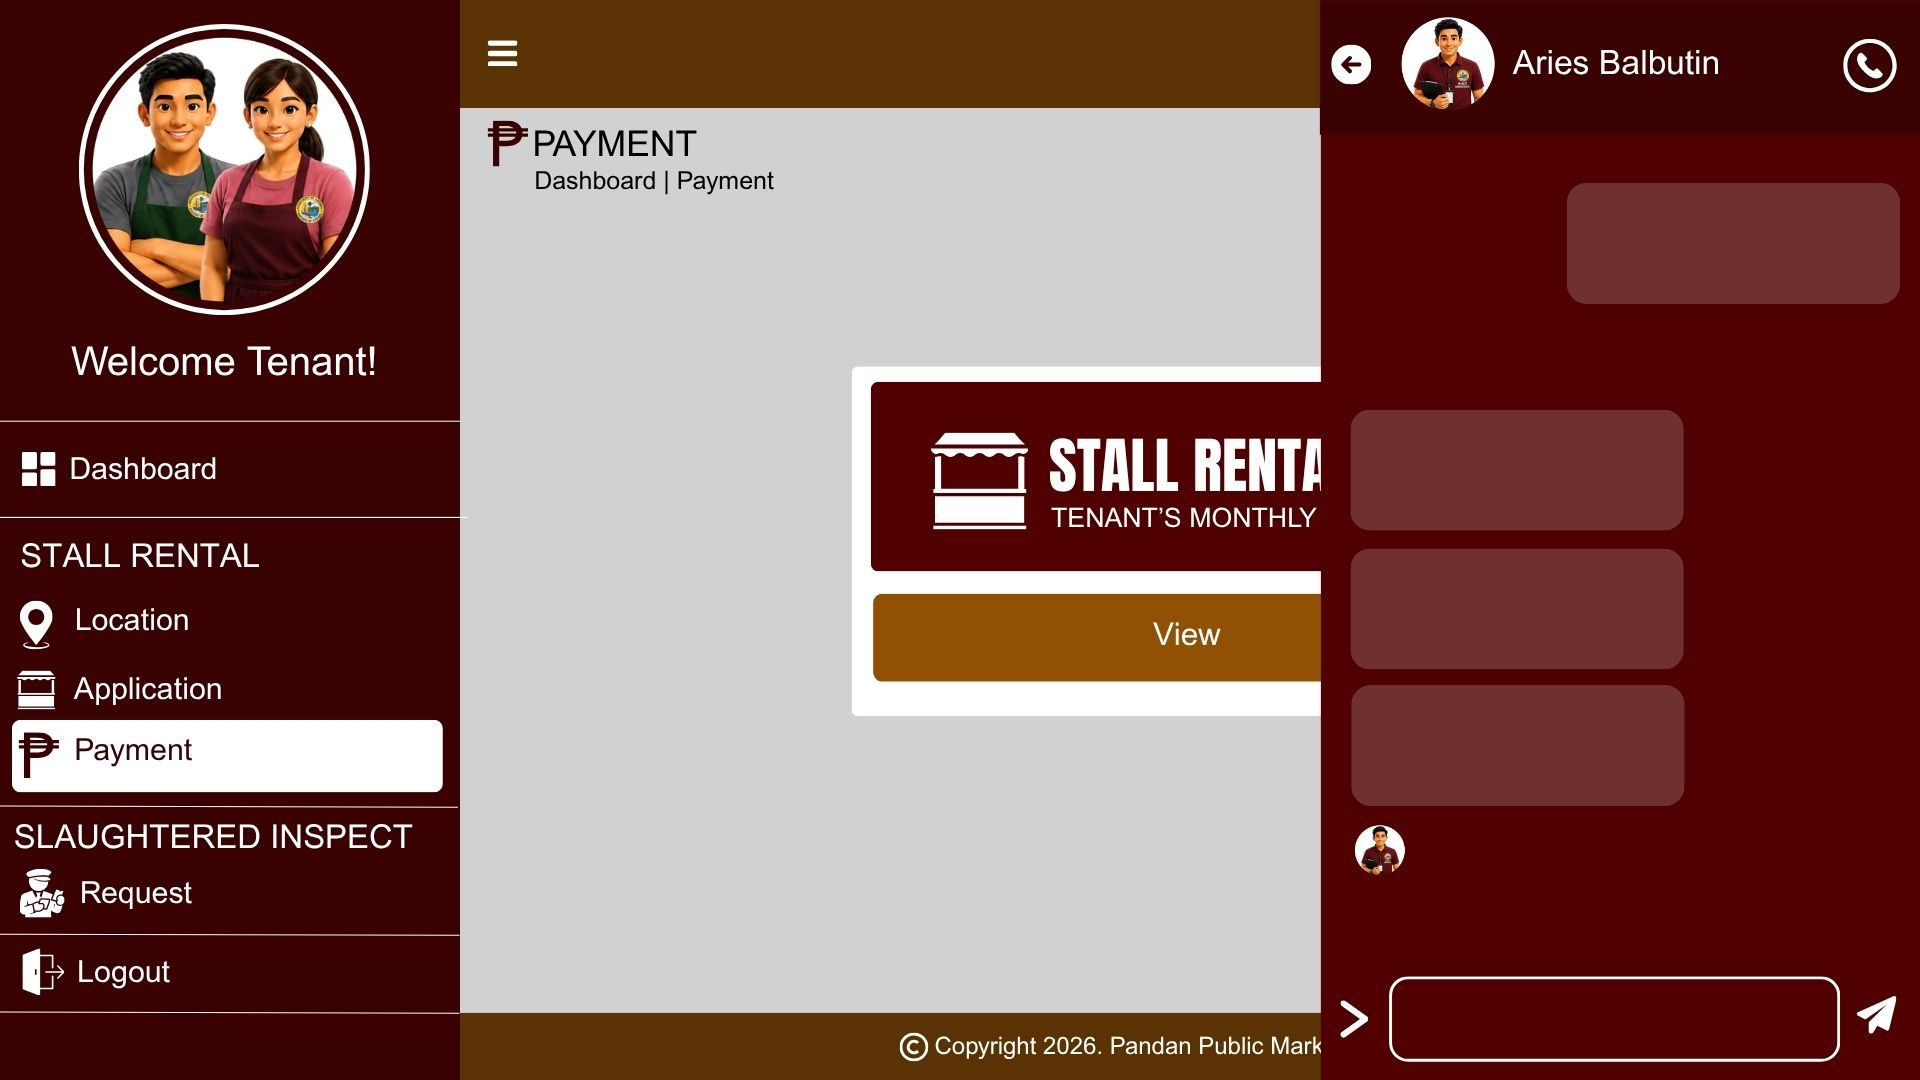 Welcome Tenant!
Dashboard
STALL RENTAL
Location
Application
Payment
SLAUGHTERED INSPECT
Request
Logout
PAYMENT
Dashboard | Payment
STALL RENTA
TENANT’S MONTHLY
View
Copyright 2026. Pandan Public Mark
Aries Balbutin